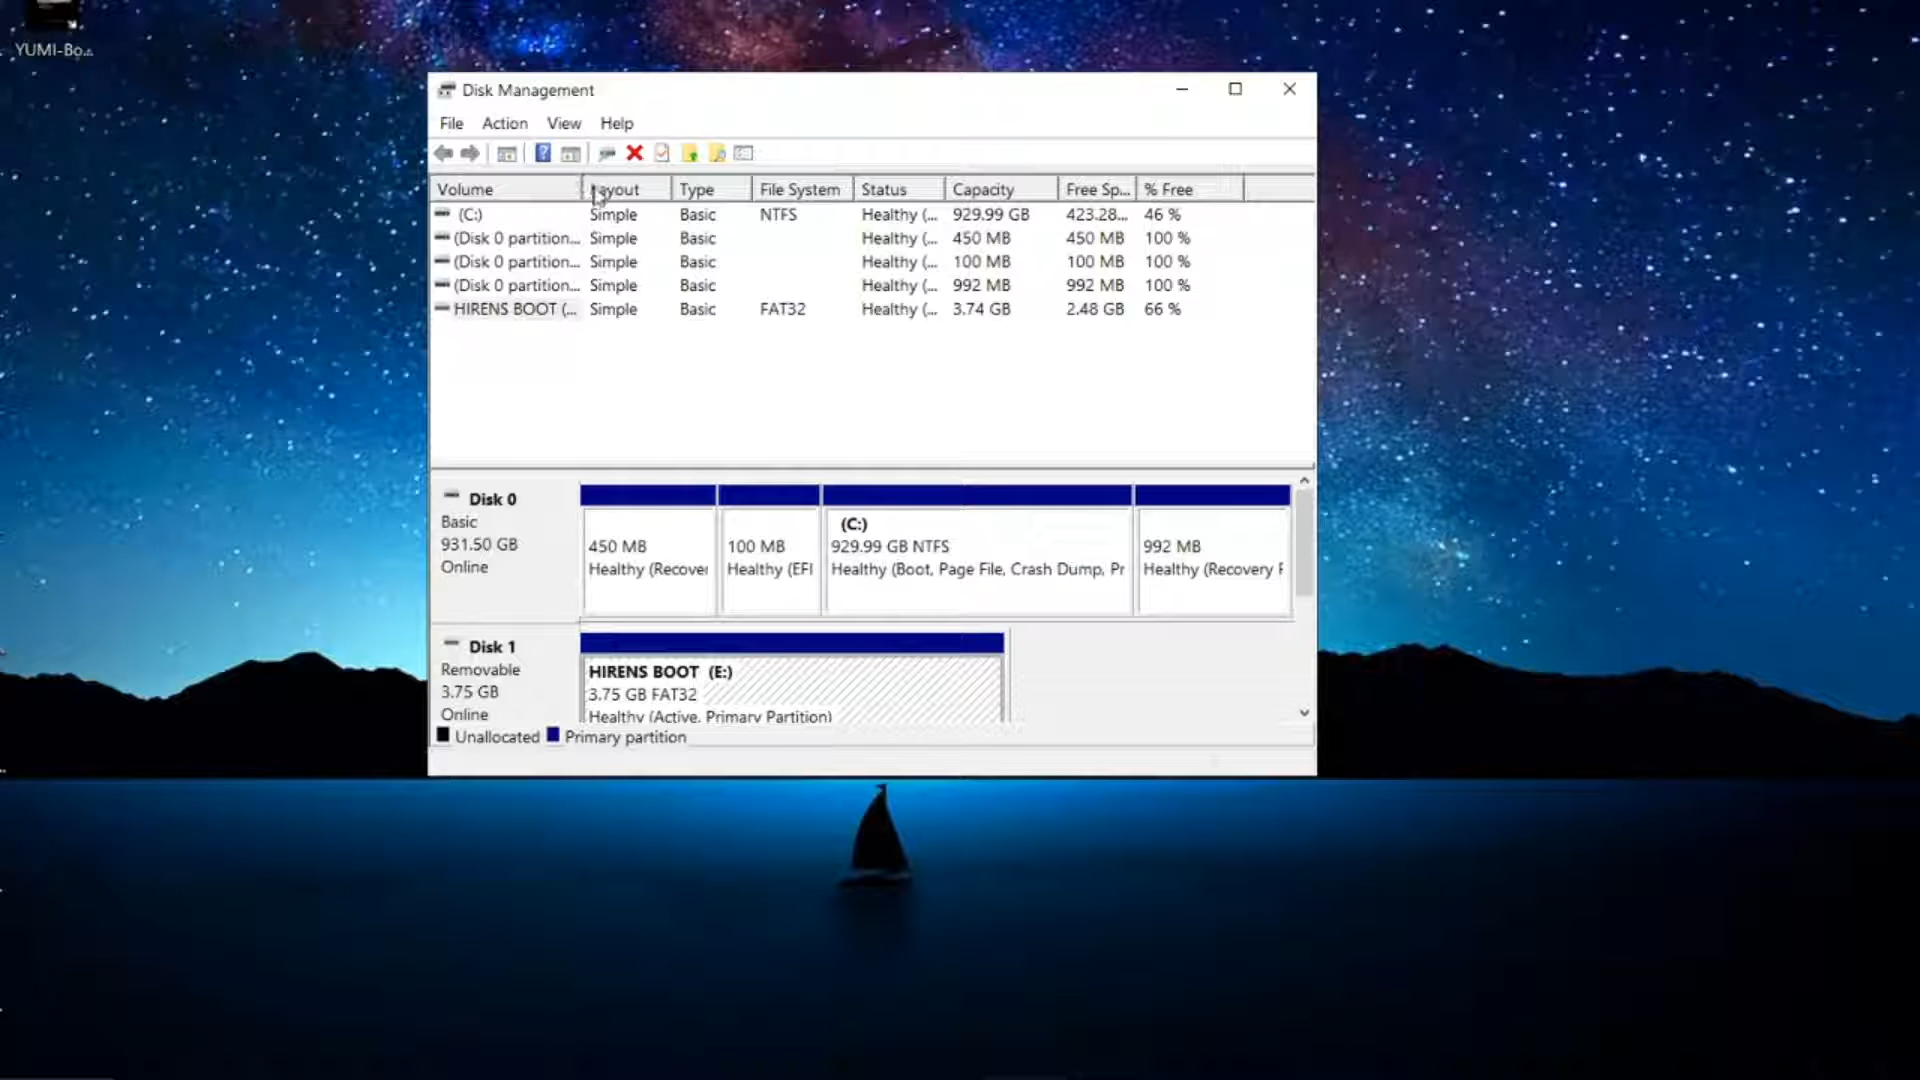 YUMI-Bo...
Disk Management
File Action View Help
Volume Layout Type File System Status Capacity Free Sp... % Free
(C:) Simple Basic NTFS Healthy (... 929.99 GB 423.28... 46 %
(Disk 0 partition... Simple Basic Healthy (... 450 MB 450 MB 100 %
(Disk 0 partition... Simple Basic Healthy (... 100 MB 100 MB 100 %
(Disk 0 partition... Simple Basic Healthy (... 992 MB 992 MB 100 %
HIRENS BOOT (... Simple Basic FAT32 Healthy (... 3.74 GB 2.48 GB 66 %
Disk 0
Basic
931.50 GB
Online
450 MB
Healthy (Recover
100 MB
Healthy (EFI
(C:)
929.99 GB NTFS
Healthy (Boot, Page File, Crash Dump, Pr
992 MB
Healthy (Recovery F
Disk 1
Removable
3.75 GB
Online
HIRENS BOOT (E:)
3.75 GB FAT32
Healthy (Active, Primary Partition)
Unallocated Primary partition